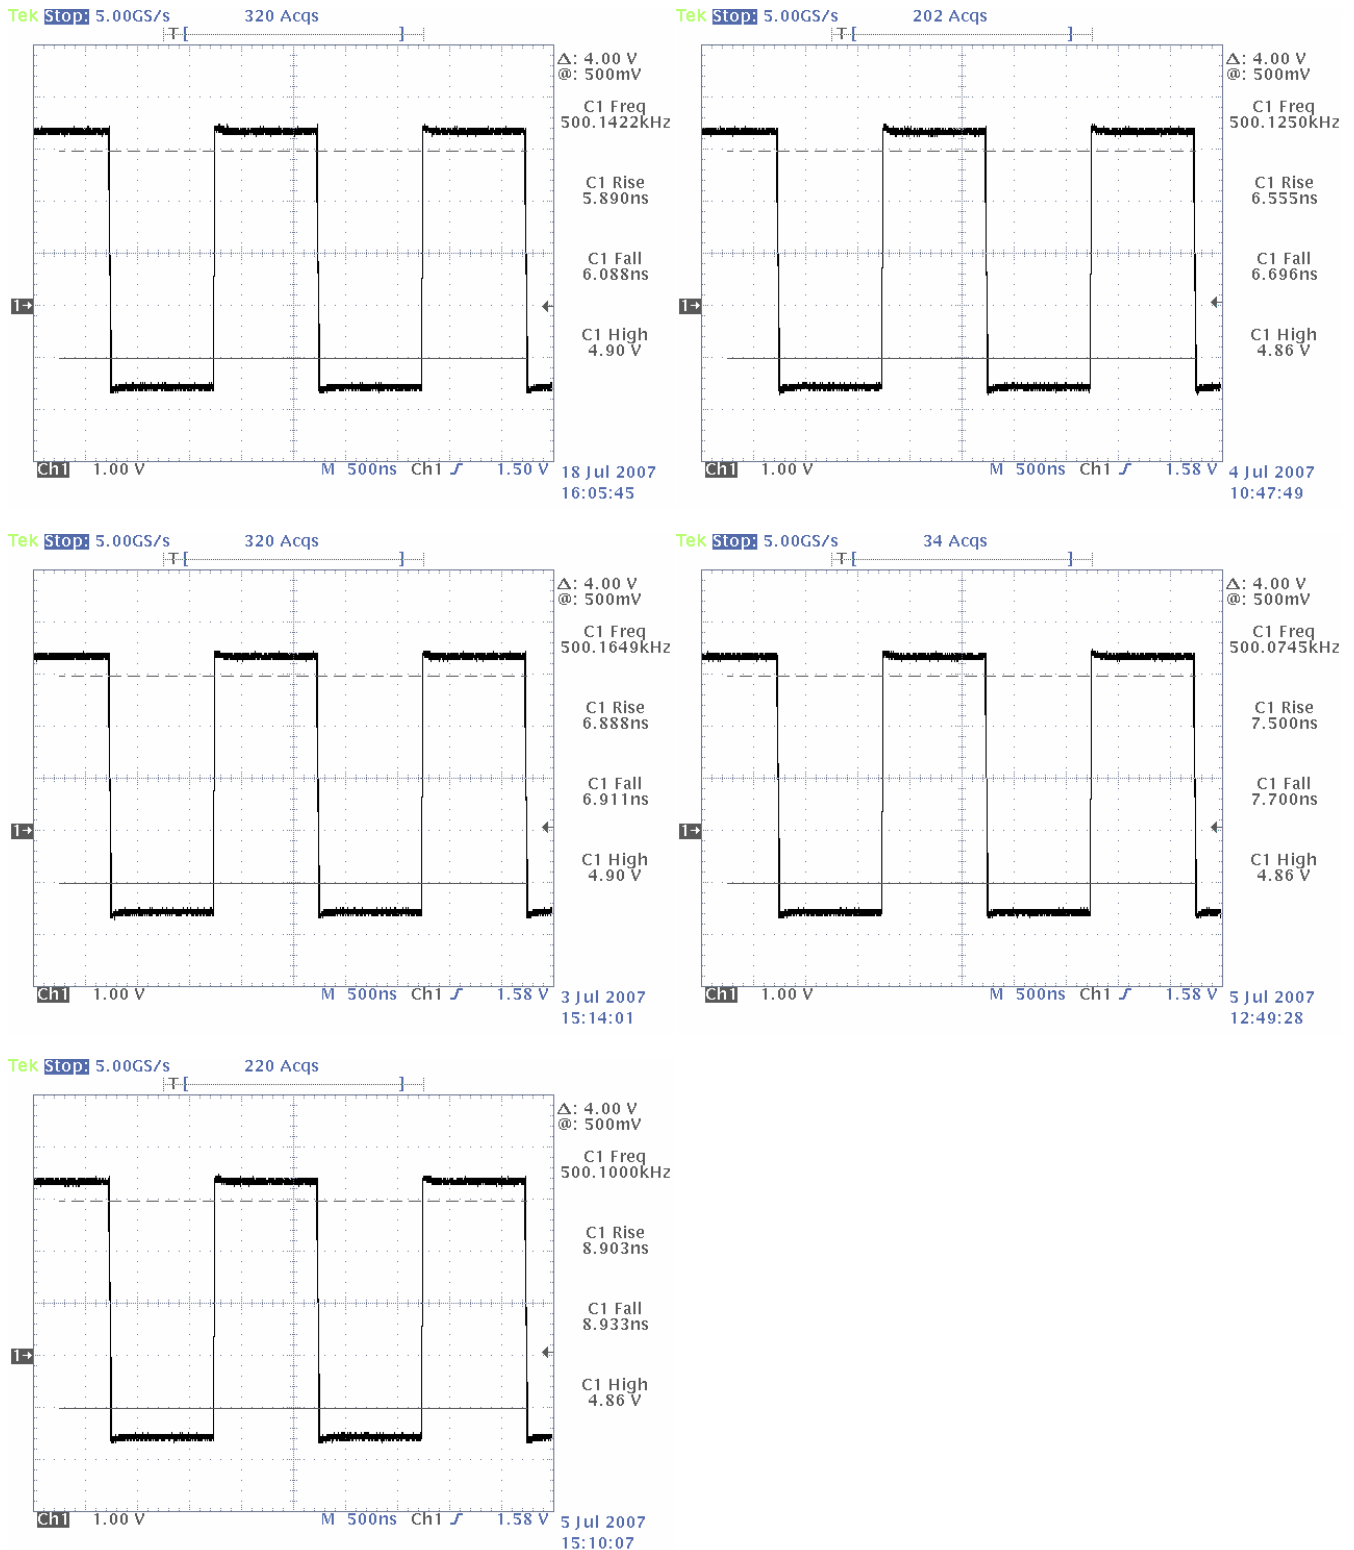 Tek Stop: 5.00GS/s 320 Acqs
T
Δ: 4.00 V
@: 500mV
C1 Freq
500.1422kHz
C1 Rise
5.890ns
C1 Fall
6.088ns
C1 High
4.90 V
1
Ch1 1.00 V M 500ns Ch1 1.50 V
18 Jul 2007
16:05:45
Tek Stop: 5.00GS/s 202 Acqs
T
Δ: 4.00 V
@: 500mV
C1 Freq
500.1250kHz
C1 Rise
6.555ns
C1 Fall
6.696ns
C1 High
4.86 V
1
Ch1 1.00 V M 500ns Ch1 1.58 V
4 Jul 2007
10:47:49
Tek Stop: 5.00GS/s 320 Acqs
T
Δ: 4.00 V
@: 500mV
C1 Freq
500.1649kHz
C1 Rise
6.888ns
C1 Fall
6.911ns
C1 High
4.90 V
1
Ch1 1.00 V M 500ns Ch1 1.58 V
3 Jul 2007
15:14:01
Tek Stop: 5.00GS/s 34 Acqs
T
Δ: 4.00 V
@: 500mV
C1 Freq
500.0745kHz
C1 Rise
7.500ns
C1 Fall
7.700ns
C1 High
4.86 V
1
Ch1 1.00 V M 500ns Ch1 1.58 V
5 Jul 2007
12:49:28
Tek Stop: 5.00GS/s 220 Acqs
T
Δ: 4.00 V
@: 500mV
C1 Freq
500.1000kHz
C1 Rise
8.903ns
C1 Fall
8.933ns
C1 High
4.86 V
1
Ch1 1.00 V M 500ns Ch1 1.58 V
5 Jul 2007
15:10:07